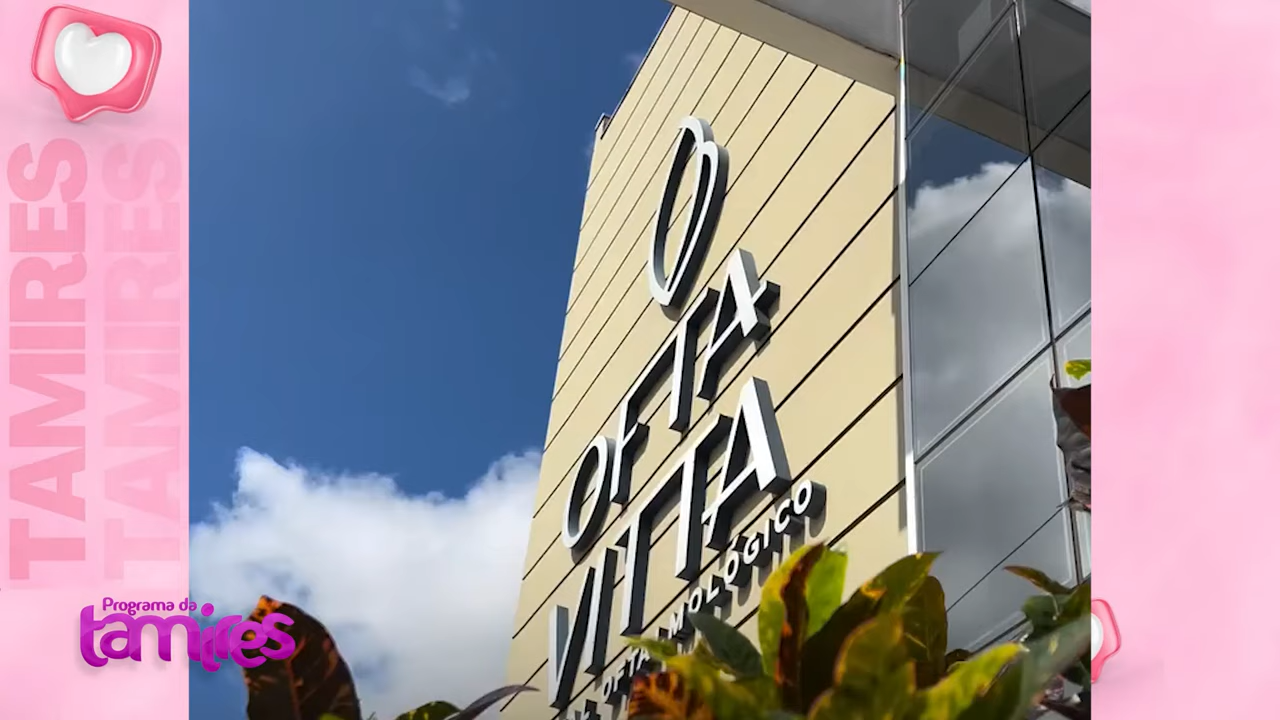 TAMIRES
TAMIRES
OFTA
VITTA
Programa da
tamires